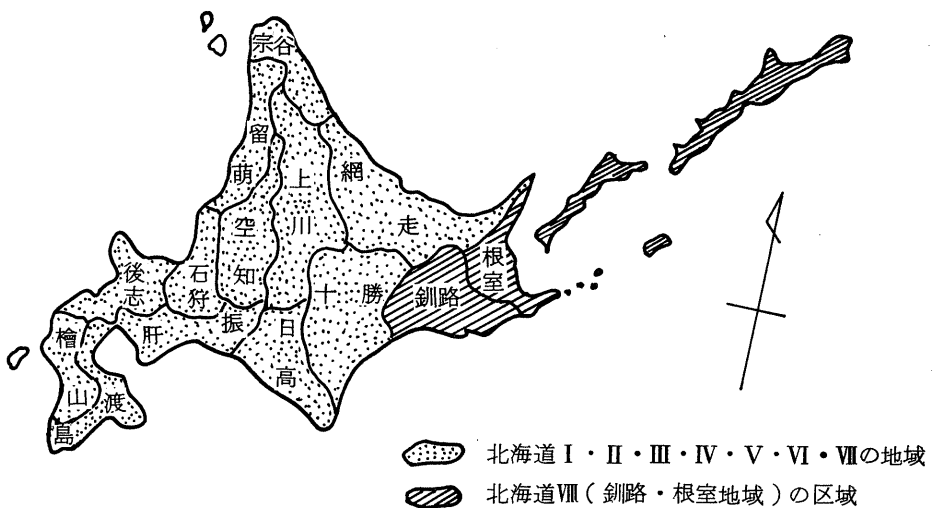 宗谷
留萌
上川
網走
空知
石狩
後志
胆振
日高
十勝
釧路
根室
檜山
渡島
北海道Ⅰ・Ⅱ・Ⅲ・Ⅳ・Ⅴ・Ⅵ・Ⅶの地域
北海道Ⅷ(釧路・根室地域)の区域